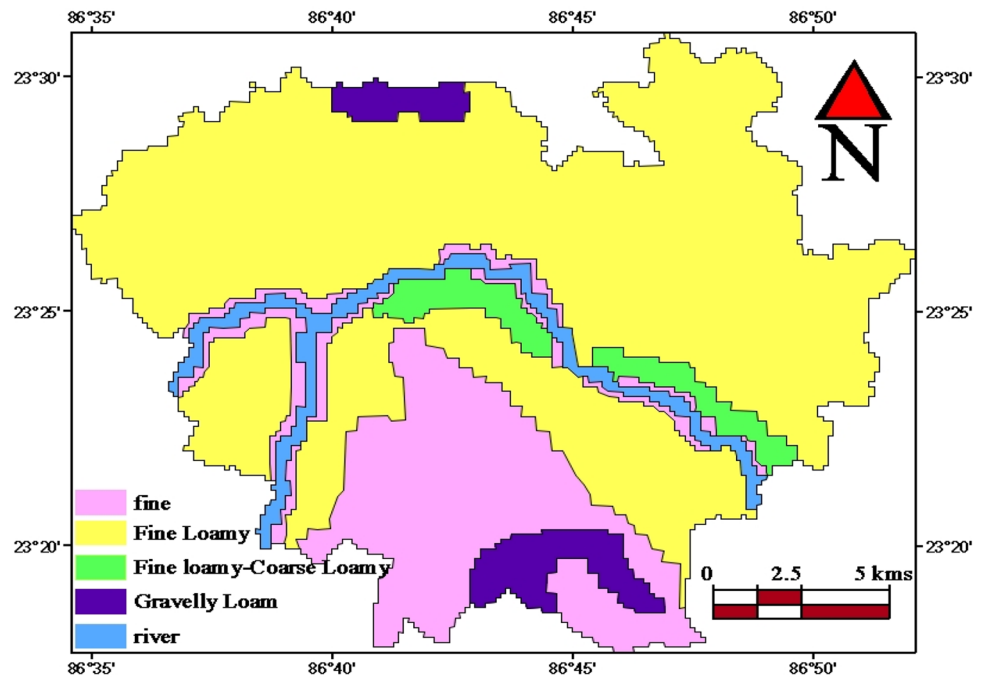 86°35' 86°40' 86°45' 86°50'
23°30' 23°30'
N
23°25' 23°25'
fine
Fine Loamy
23°20' 23°20'
Fine loamy-Coarse Loamy
0 2.5 5 kms
Gravelly Loam
river
86°35' 86°40' 86°45' 86°50'